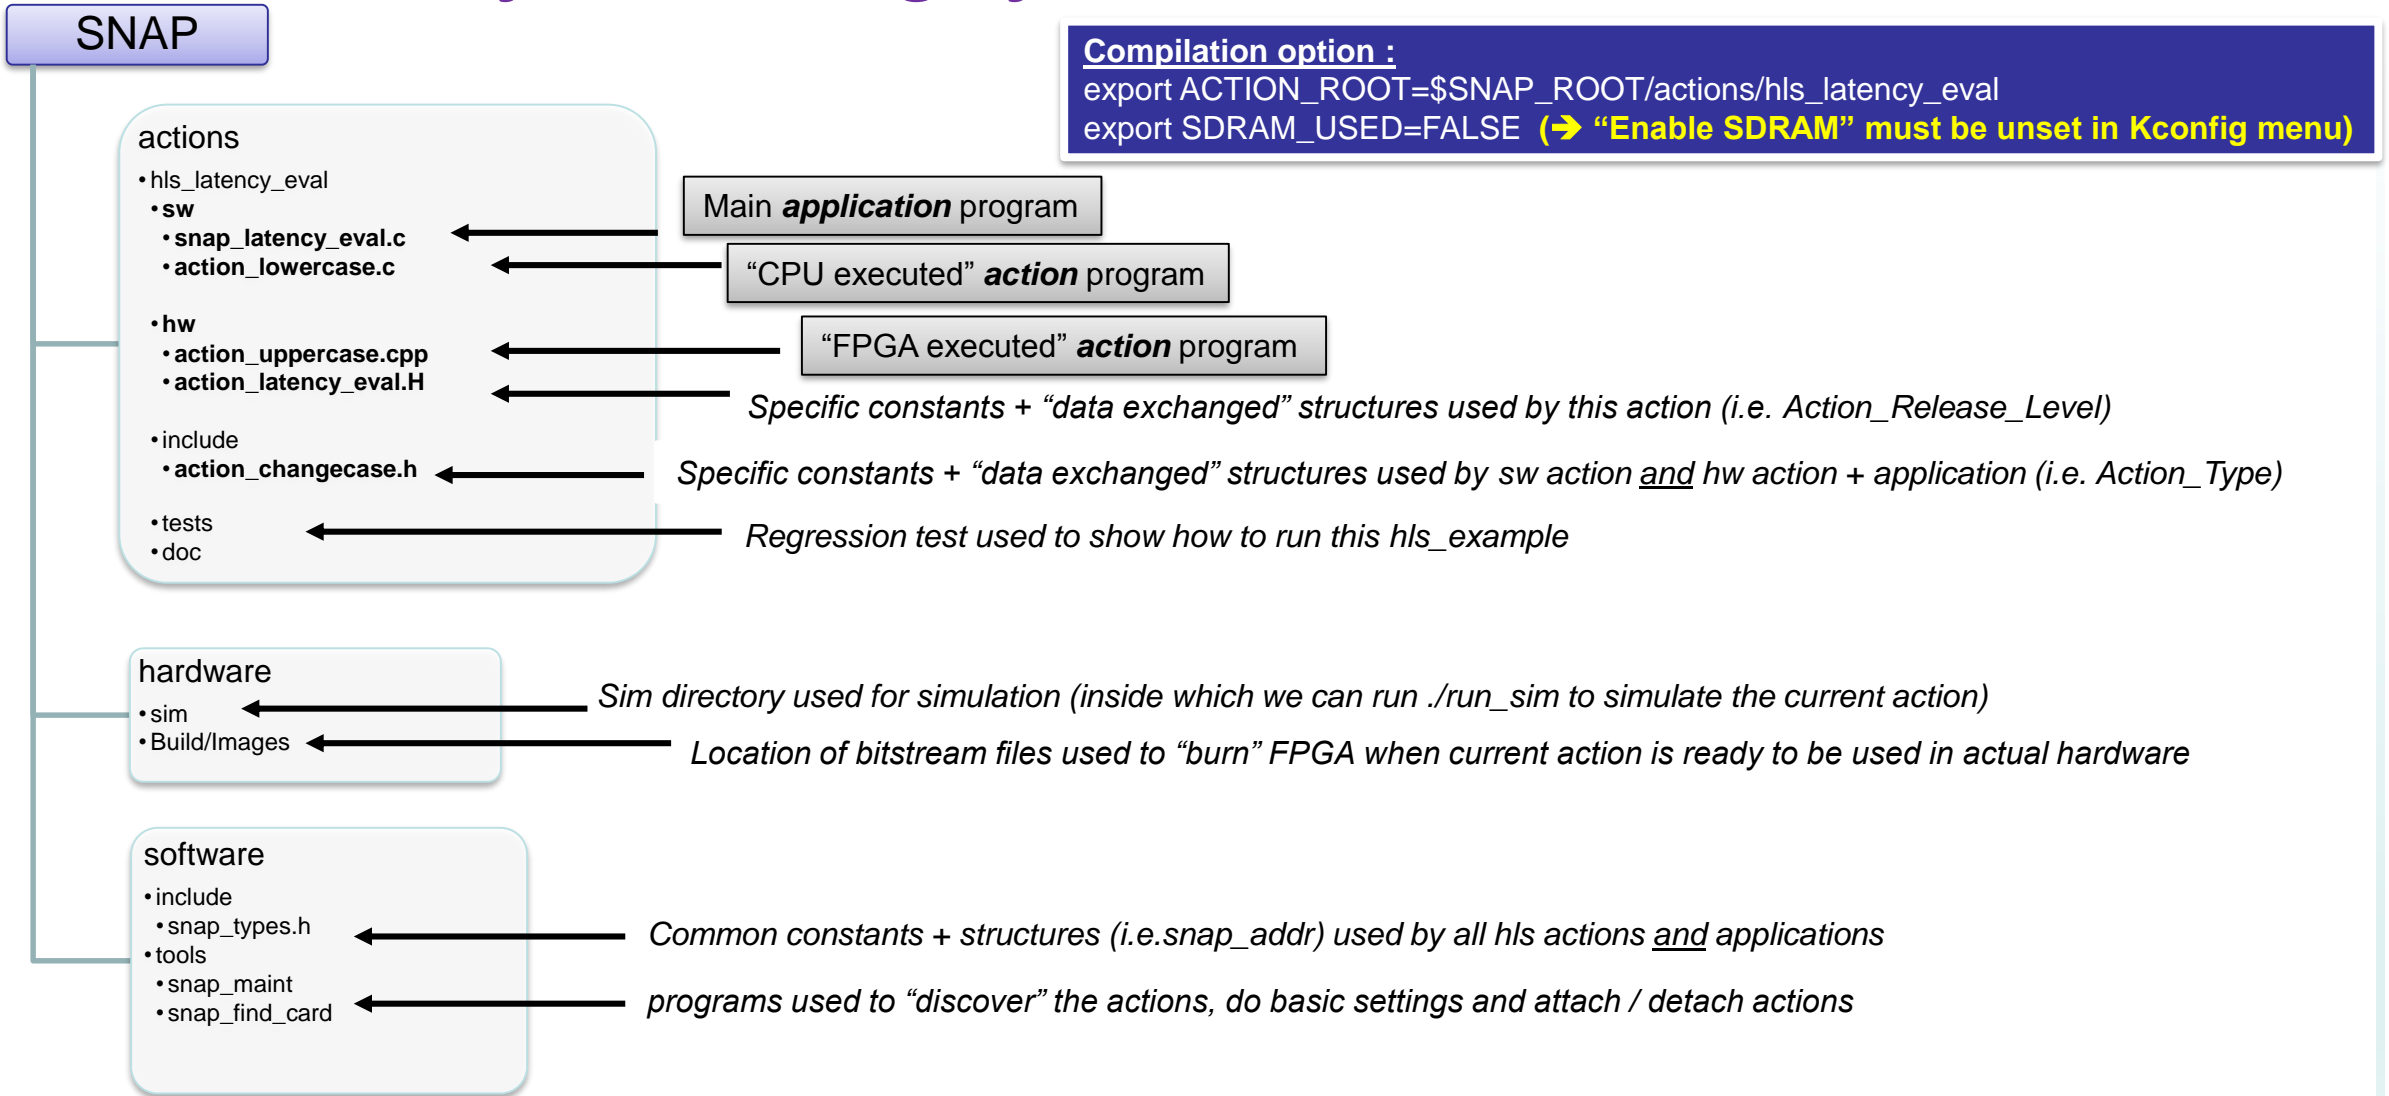 SNAP
Compilation option :
export ACTION_ROOT=$SNAP_ROOT/actions/hls_latency_eval
export SDRAM_USED=FALSE (➔ “Enable SDRAM” must be unset in Kconfig menu)
actions
•hls_latency_eval
•sw
•snap_latency_eval.c
•action_lowercase.c
•hw
•action_uppercase.cpp
•action_latency_eval.H
•include
•action_changecase.h
•tests
•doc
Main application program
“CPU executed” action program
“FPGA executed” action program
Specific constants + “data exchanged” structures used by this action (i.e. Action_Release_Level)
Specific constants + “data exchanged” structures used by sw action and hw action + application (i.e. Action_Type)
Regression test used to show how to run this hls_example
hardware
•sim
•Build/Images
Sim directory used for simulation (inside which we can run ./run_sim to simulate the current action)
Location of bitstream files used to “burn” FPGA when current action is ready to be used in actual hardware
software
•include
•snap_types.h
•tools
•snap_maint
•snap_find_card
Common constants + structures (i.e.snap_addr) used by all hls actions and applications
programs used to “discover” the actions, do basic settings and attach / detach actions